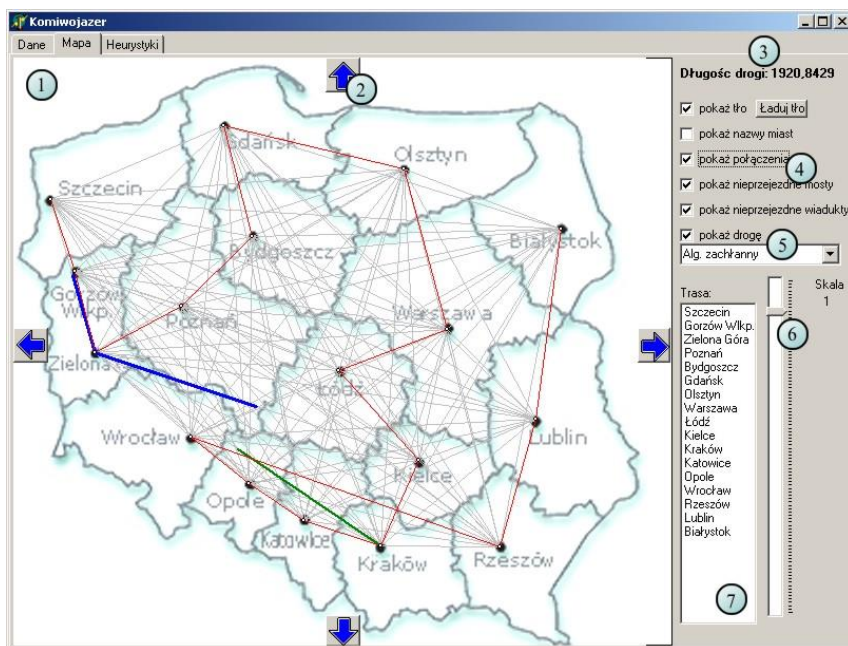 Komiwojazer
Dane Mapa Heurystyki
1
2
3
Długośc drogi: 1920,8429
pokaż tło Ładuj tło
pokaż nazwy miast
pokaż połączenia
4
pokaż nieprzejezdne mosty
pokaż nieprzejezdne wiadukty
pokaż drogę
5
Alg. zachłanny
Trasa:
Skala
1
6
Szczecin
Gorzów Wlkp.
Zielona Góra
Poznań
Bydgoszcz
Gdańsk
Olsztyn
Warszawa
Łódź
Kielce
Kraków
Katowice
Opole
Wrocław
Rzeszów
Lublin
Białystok
7
Gdańsk
Olsztyn
Szczecin
Bydgoszcz
Białystok
Gorzów
Wlkp.
Poznań
Warszawa
Zielona
Łódź
Wrocław
Lublin
Kielce
Opole
Katowice
Kraków
Rzeszów